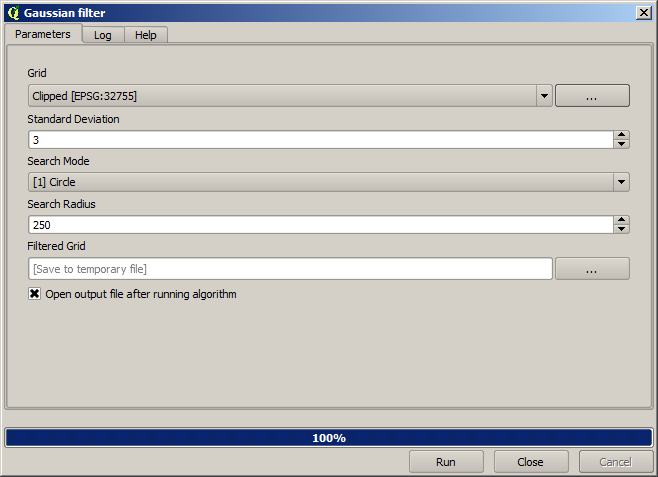 Gaussian filter
Parameters Log Help
Grid
Clipped [EPSG:32755] ...
Standard Deviation
3
Search Mode
[1] Circle
Search Radius
250
Filtered Grid
[Save to temporary file] ...
Open output file after running algorithm
100%
Run Close Cancel